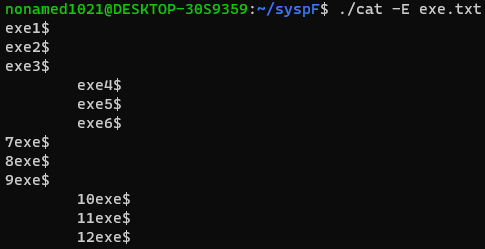 nonamed1021@DESKTOP-30S9359:~/syspF$ ./cat -E exe.txt
exe1$
exe2$
exe3$
        exe4$
        exe5$
        exe6$
7exe$
8exe$
9exe$
        10exe$
        11exe$
        12exe$